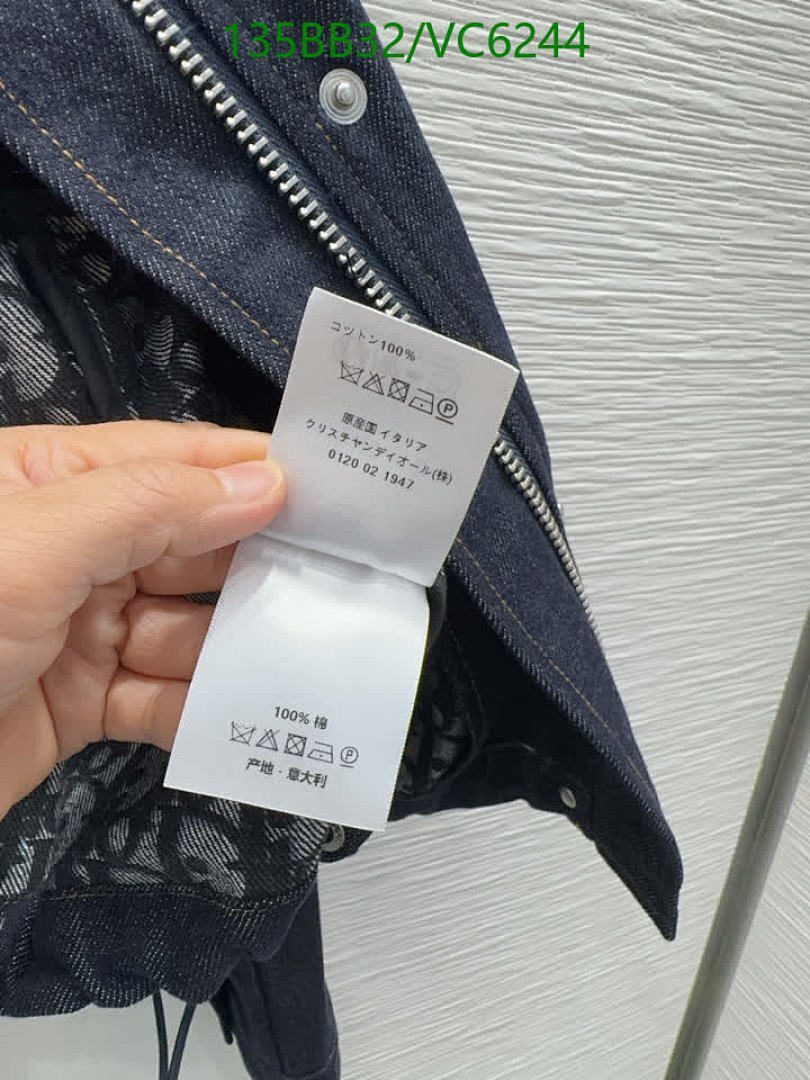 135BB32/VC6244
コットン100%
原産国 イタリア
クリスチャンディオール(株)
0120 02 1947
100% 棉
产地 - 意大利